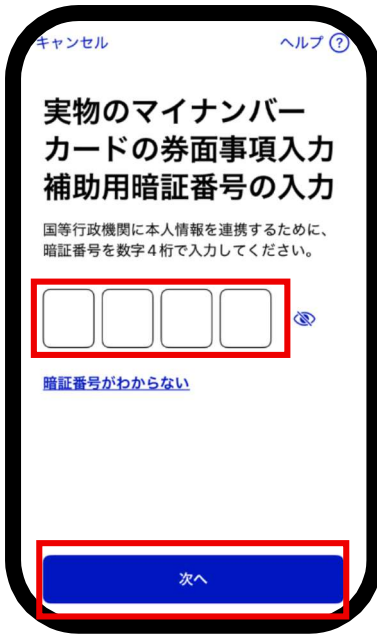 キャンセル
ヘルプ ?
実物のマイナンバー
カードの券面事項入力
補助用暗証番号の入力
国等行政機関に本人情報を連携するために、
暗証番号を数字4桁で入力してください。
暗証番号がわからない
次へ